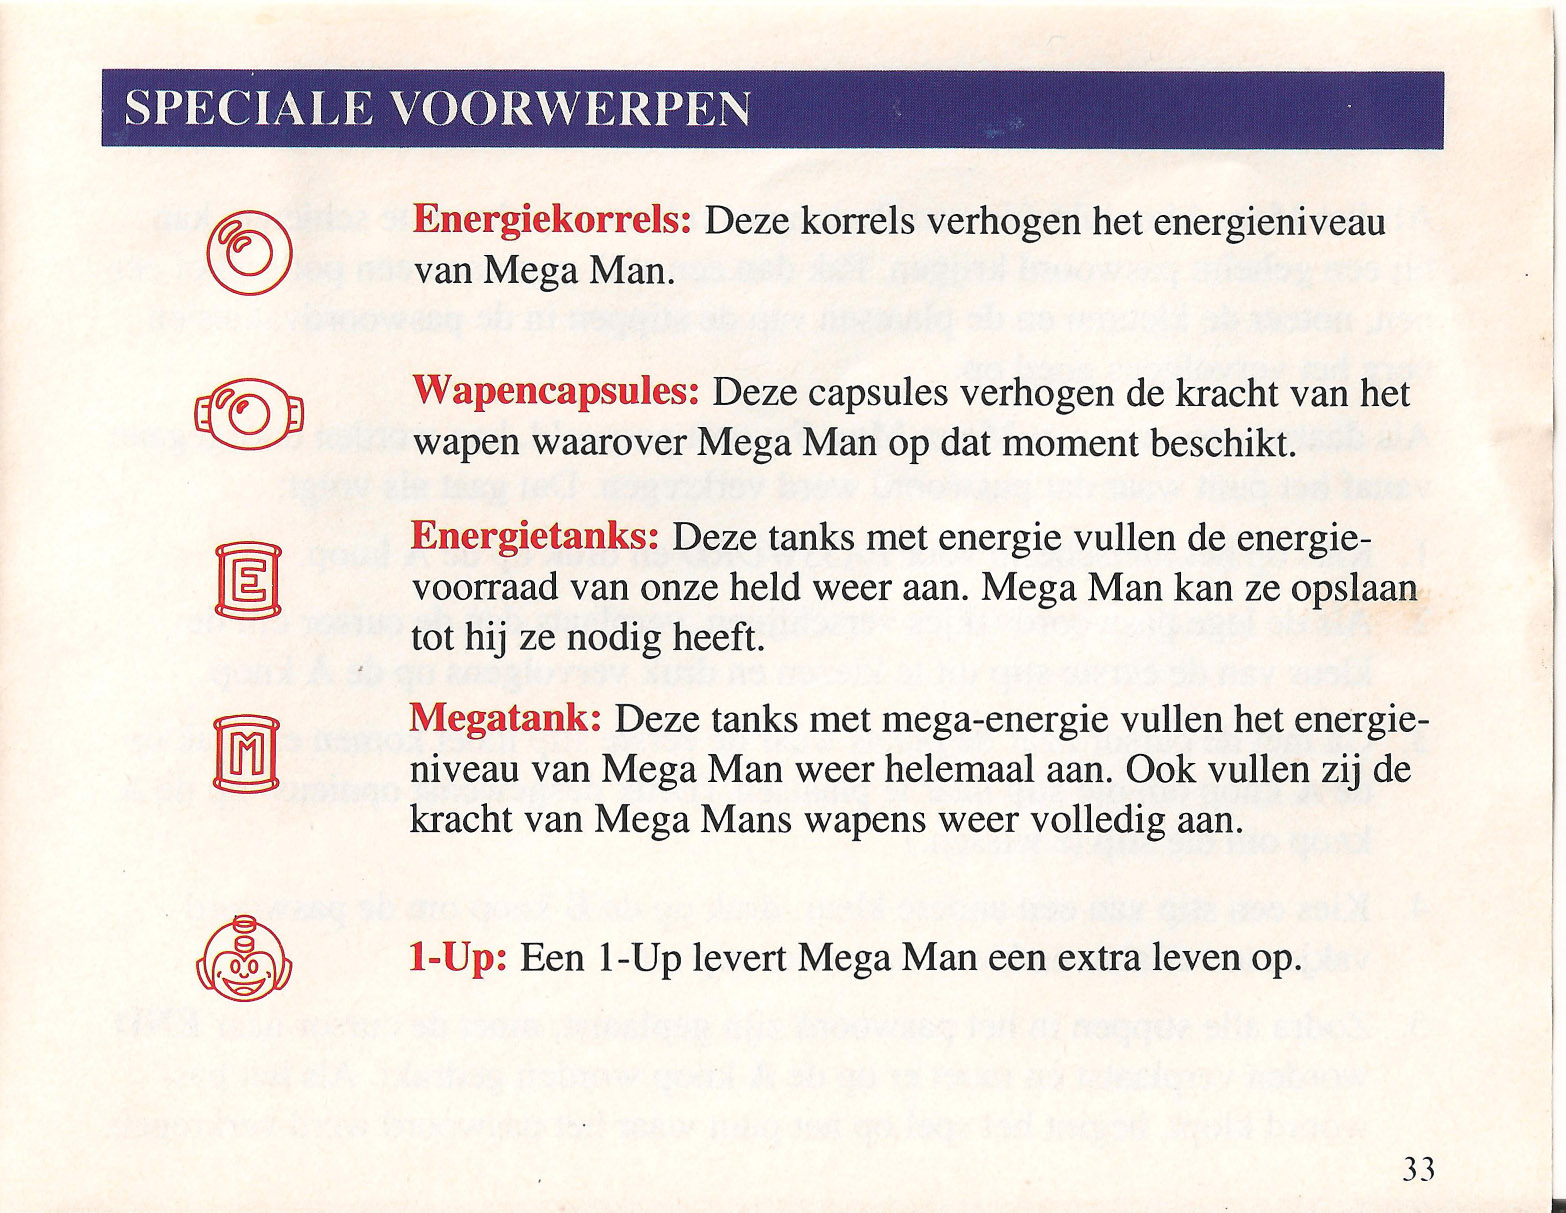 SPECIALE VOORWERPEN
Energiekorrels: Deze korrels verhogen het energieniveau
van Mega Man.
Wapencapsules: Deze capsules verhogen de kracht van het
wapen waarover Mega Man op dat moment beschikt.
E
Energietanks: Deze tanks met energie vullen de energie-
voorraad van onze held weer aan. Mega Man kan ze opslaan
tot hij ze nodig heeft.
M
Megatank: Deze tanks met mega-energie vullen het energie-
niveau van Mega Man weer helemaal aan. Ook vullen zij de
kracht van Mega Mans wapens weer volledig aan.
1-Up: Een 1-Up levert Mega Man een extra leven op.
33